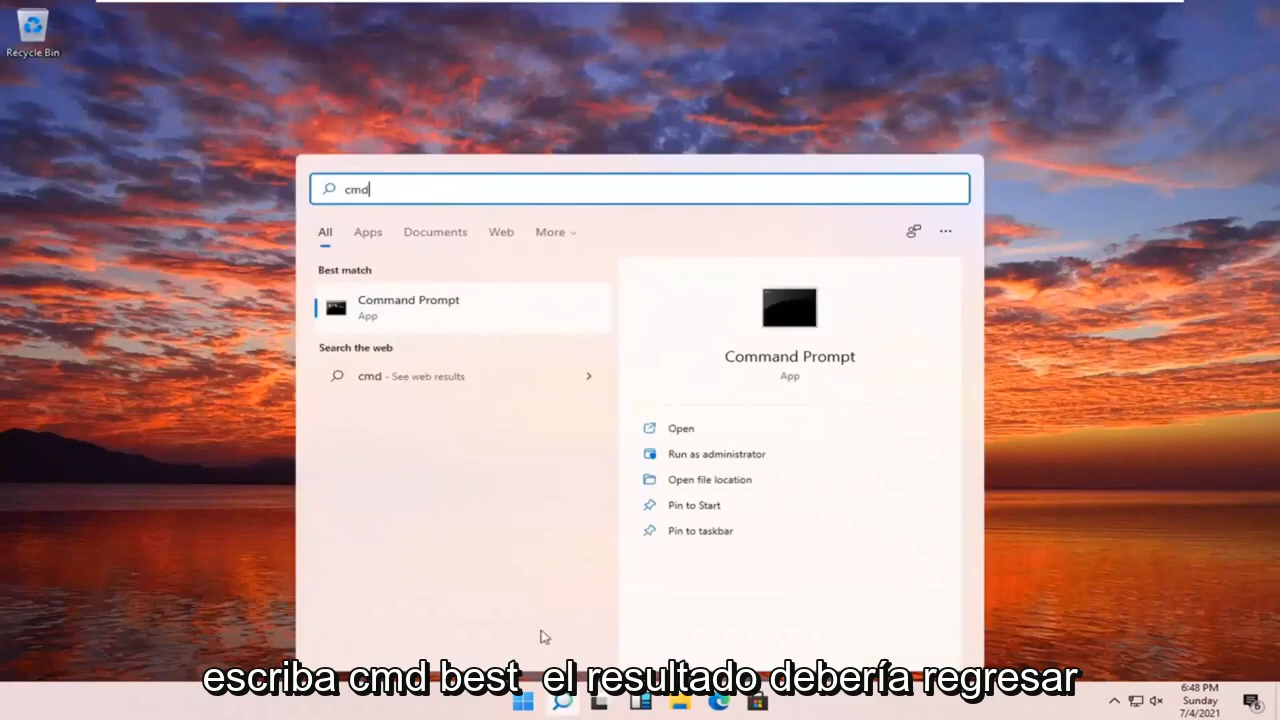 Recycle Bin
cmd
All Apps Documents Web More
Best match
Command Prompt
App
Search the web
cmd - See web results
Command Prompt
App
Open
Run as administrator
Open file location
Pin to Start
Pin to taskbar
escriba cmd best el resultado debería regresar
6:48 PM
Sunday
7/4/2021
6